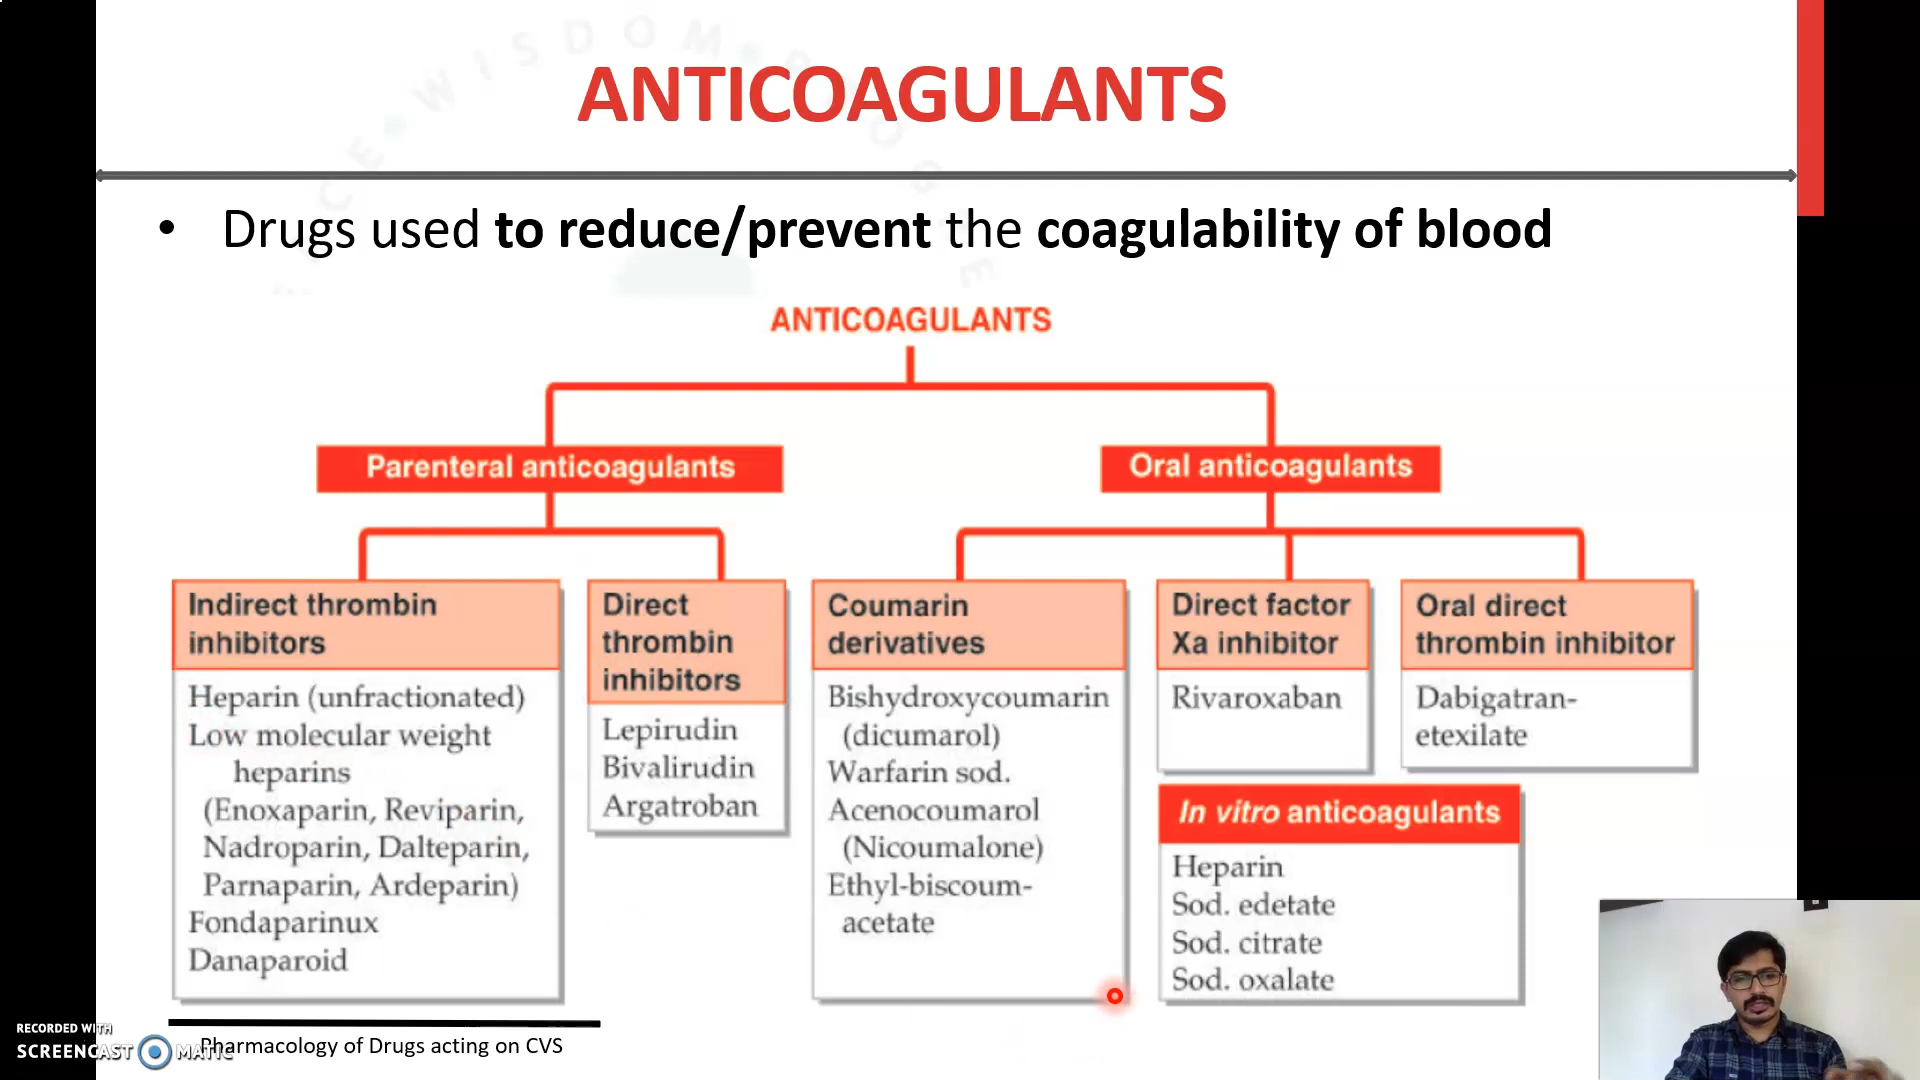 ANTICOAGULANTS
• Drugs used to reduce/prevent the coagulability of blood
ANTICOAGULANTS
Parenteral anticoagulants
Oral anticoagulants
Indirect thrombin
inhibitors
Heparin (unfractionated)
Low molecular weight
heparins
(Enoxaparin, Reviparin,
Nadroparin, Dalteparin,
Parnaparin, Ardeparin)
Fondaparinux
Danaparoid
Direct
thrombin
inhibitors
Lepirudin
Bivalirudin
Argatroban
Coumarin
derivatives
Bishydroxycoumarin
(dicumarol)
Warfarin sod.
Acenocoumarol
(Nicoumalone)
Ethyl-biscoum-
acetate
Direct factor
Xa inhibitor
Rivaroxaban
Oral direct
thrombin inhibitor
Dabigatran-
etexilate
In vitro anticoagulants
Heparin
Sod. edetate
Sod. citrate
Sod. oxalate
Pharmacology of Drugs acting on CVS
RECORDED WITH
SCREENCAST MATIC
WISDOM